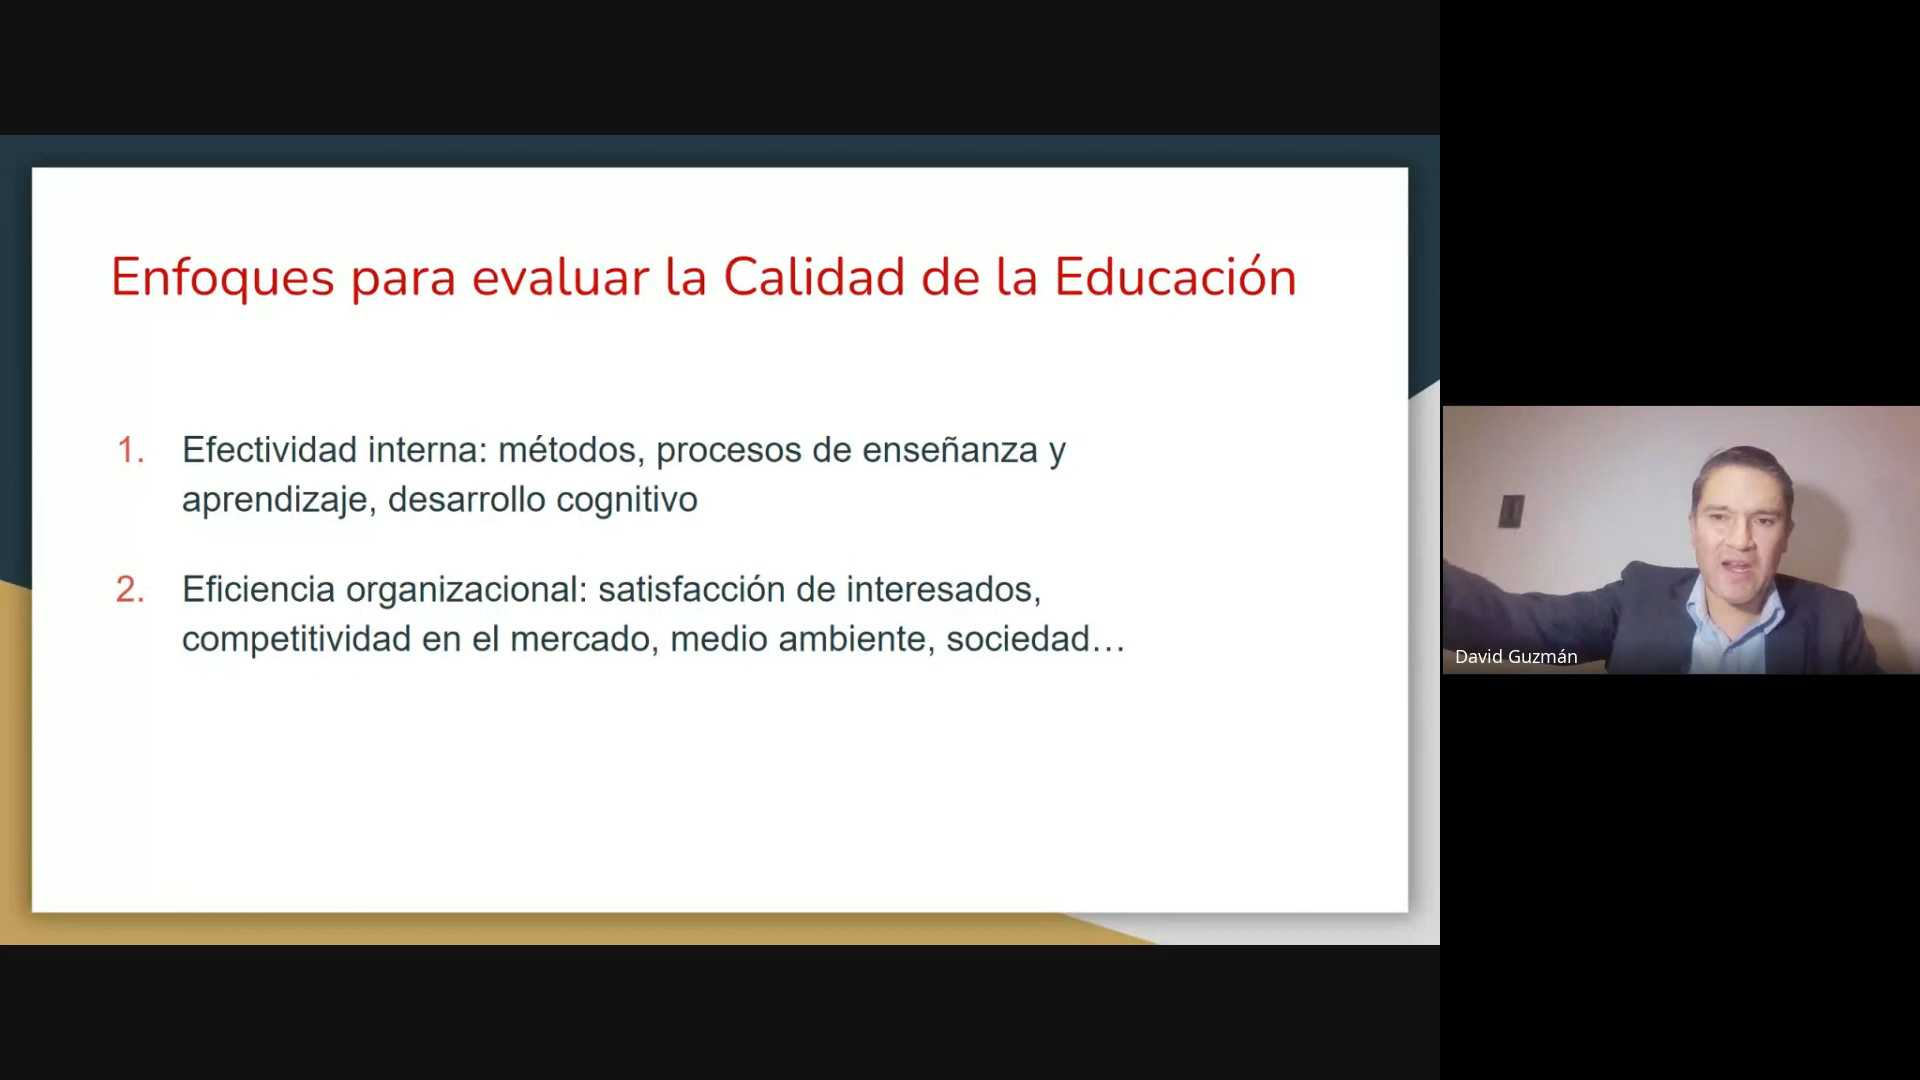 Enfoques para evaluar la Calidad de la Educación
1. Efectividad interna: métodos, procesos de enseñanza y
aprendizaje, desarrollo cognitivo
2. Eficiencia organizacional: satisfacción de interesados,
competitividad en el mercado, medio ambiente, sociedad…
David Guzmán